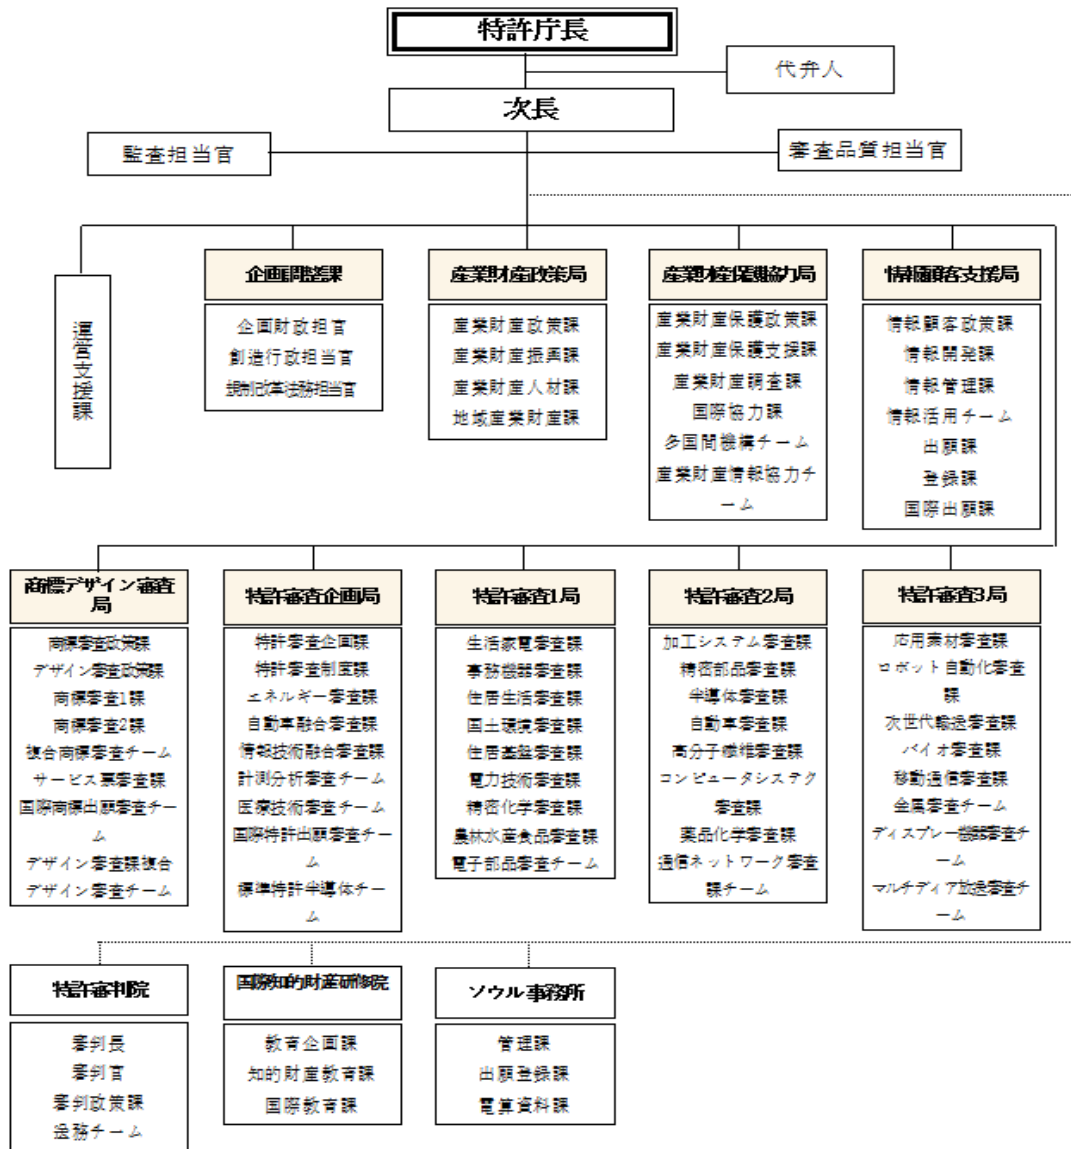 特許庁長
代弁人
次長
監査担当官
審査品質担当官
運営支援課
企画調整課
企画財政担官
創造行政担当官
規制改革法務担当官
産業財産政策局
産業財産政策課
産業財産振興課
産業財産人材課
地域産業財産課
産業財産保護協力局
産業財産保護政策課
産業財産保護支援課
産業財産調査課
国際協力課
多国間機構チーム
産業財産情報協力チ
ーム
情報顧客支援局
情報顧客政策課
情報開発課
情報管理課
情報活用チーム
出願課
登録課
国際出願課
商標デザイン審査
局
商標審査政策課
デザイン審査政策課
商標審査1課
商標審査2課
複合商標審査チーム
サービス票審査課
国際商標出願審査チー
ム
デザイン審査課複合
デザイン審査チーム
特許審査企画局
特許審査企画課
特許審査制度課
エネルギー審査課
自動車融合審査課
情報技術融合審査課
計測分析審査チーム
医療技術審査チーム
国際特許出願審査チー
ム
標準特許半導体チー
ム
特許審査1局
生活家電審査課
事務機器審査課
住居生活審査課
国土環境審査課
住居基盤審査課
電力技術審査課
精密化学審査課
農林水産食品審査課
電子部品審査チーム
特許審査2局
加工システム審査課
精密部品審査課
半導体審査課
自動車審査課
高分子繊維審査課
コンピュータシステク
審査課
薬品化学審査課
通信ネットワーク審査
課チーム
特許審査3局
応用素材審査課
ロボット自動化審査
課
次世代輸送審査課
バイオ審査課
移動通信審査課
金属審査チーム
ディスプレー機器審査チ
ーム
マルチディア放送審査チ
ーム
特許審判院
審判長
審判官
審判政策課
送務チーム
国際知的財産研修院
教育企画課
知的財産教育課
国際教育課
ソウル事務所
管理課
出願登録課
電算資料課